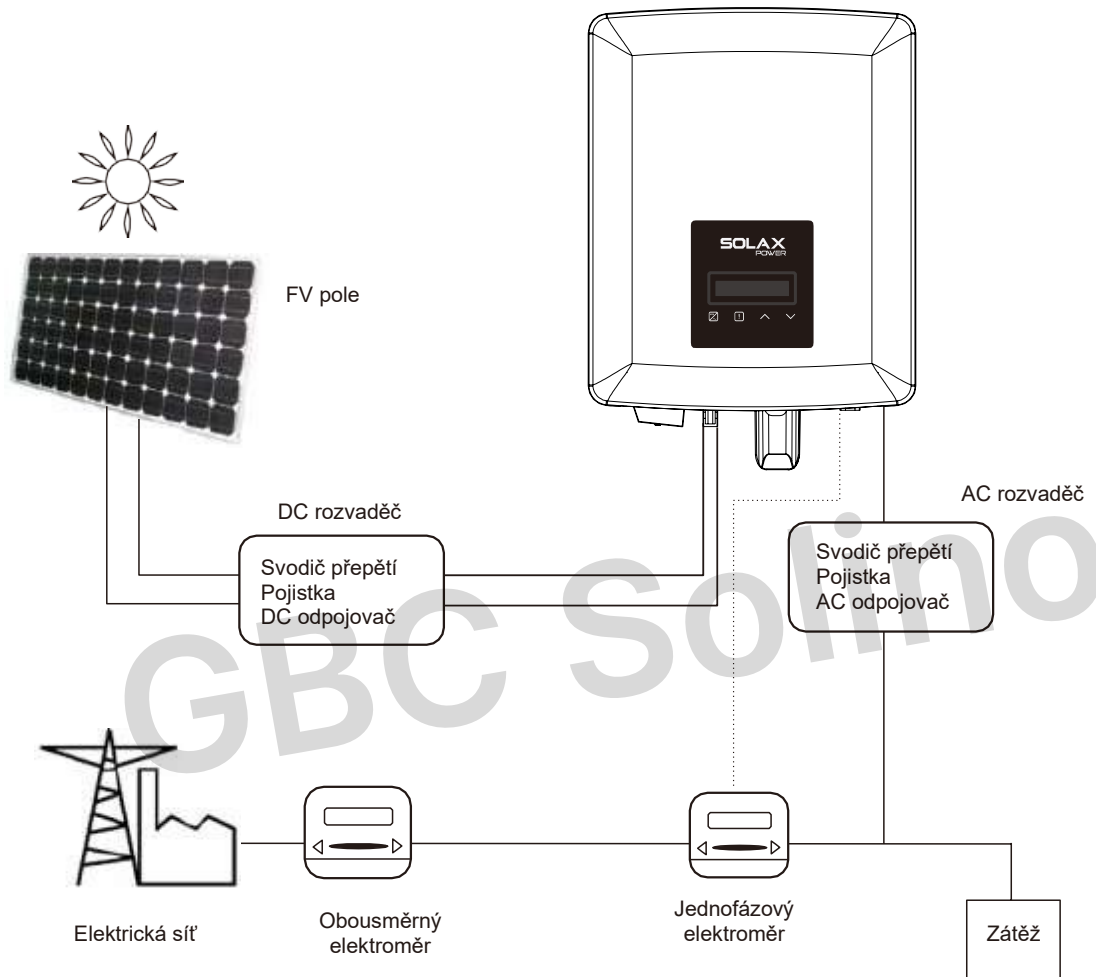 SOLAX
POWER
FV pole
DC rozvaděč
AC rozvaděč
Svodič přepětí
Pojistka
DC odpojovač
Svodič přepětí
Pojistka
AC odpojovač
GBC Solino
Elektrická síť
Obousměrný
elektroměr
Jednofázový
elektroměr
Zátěž